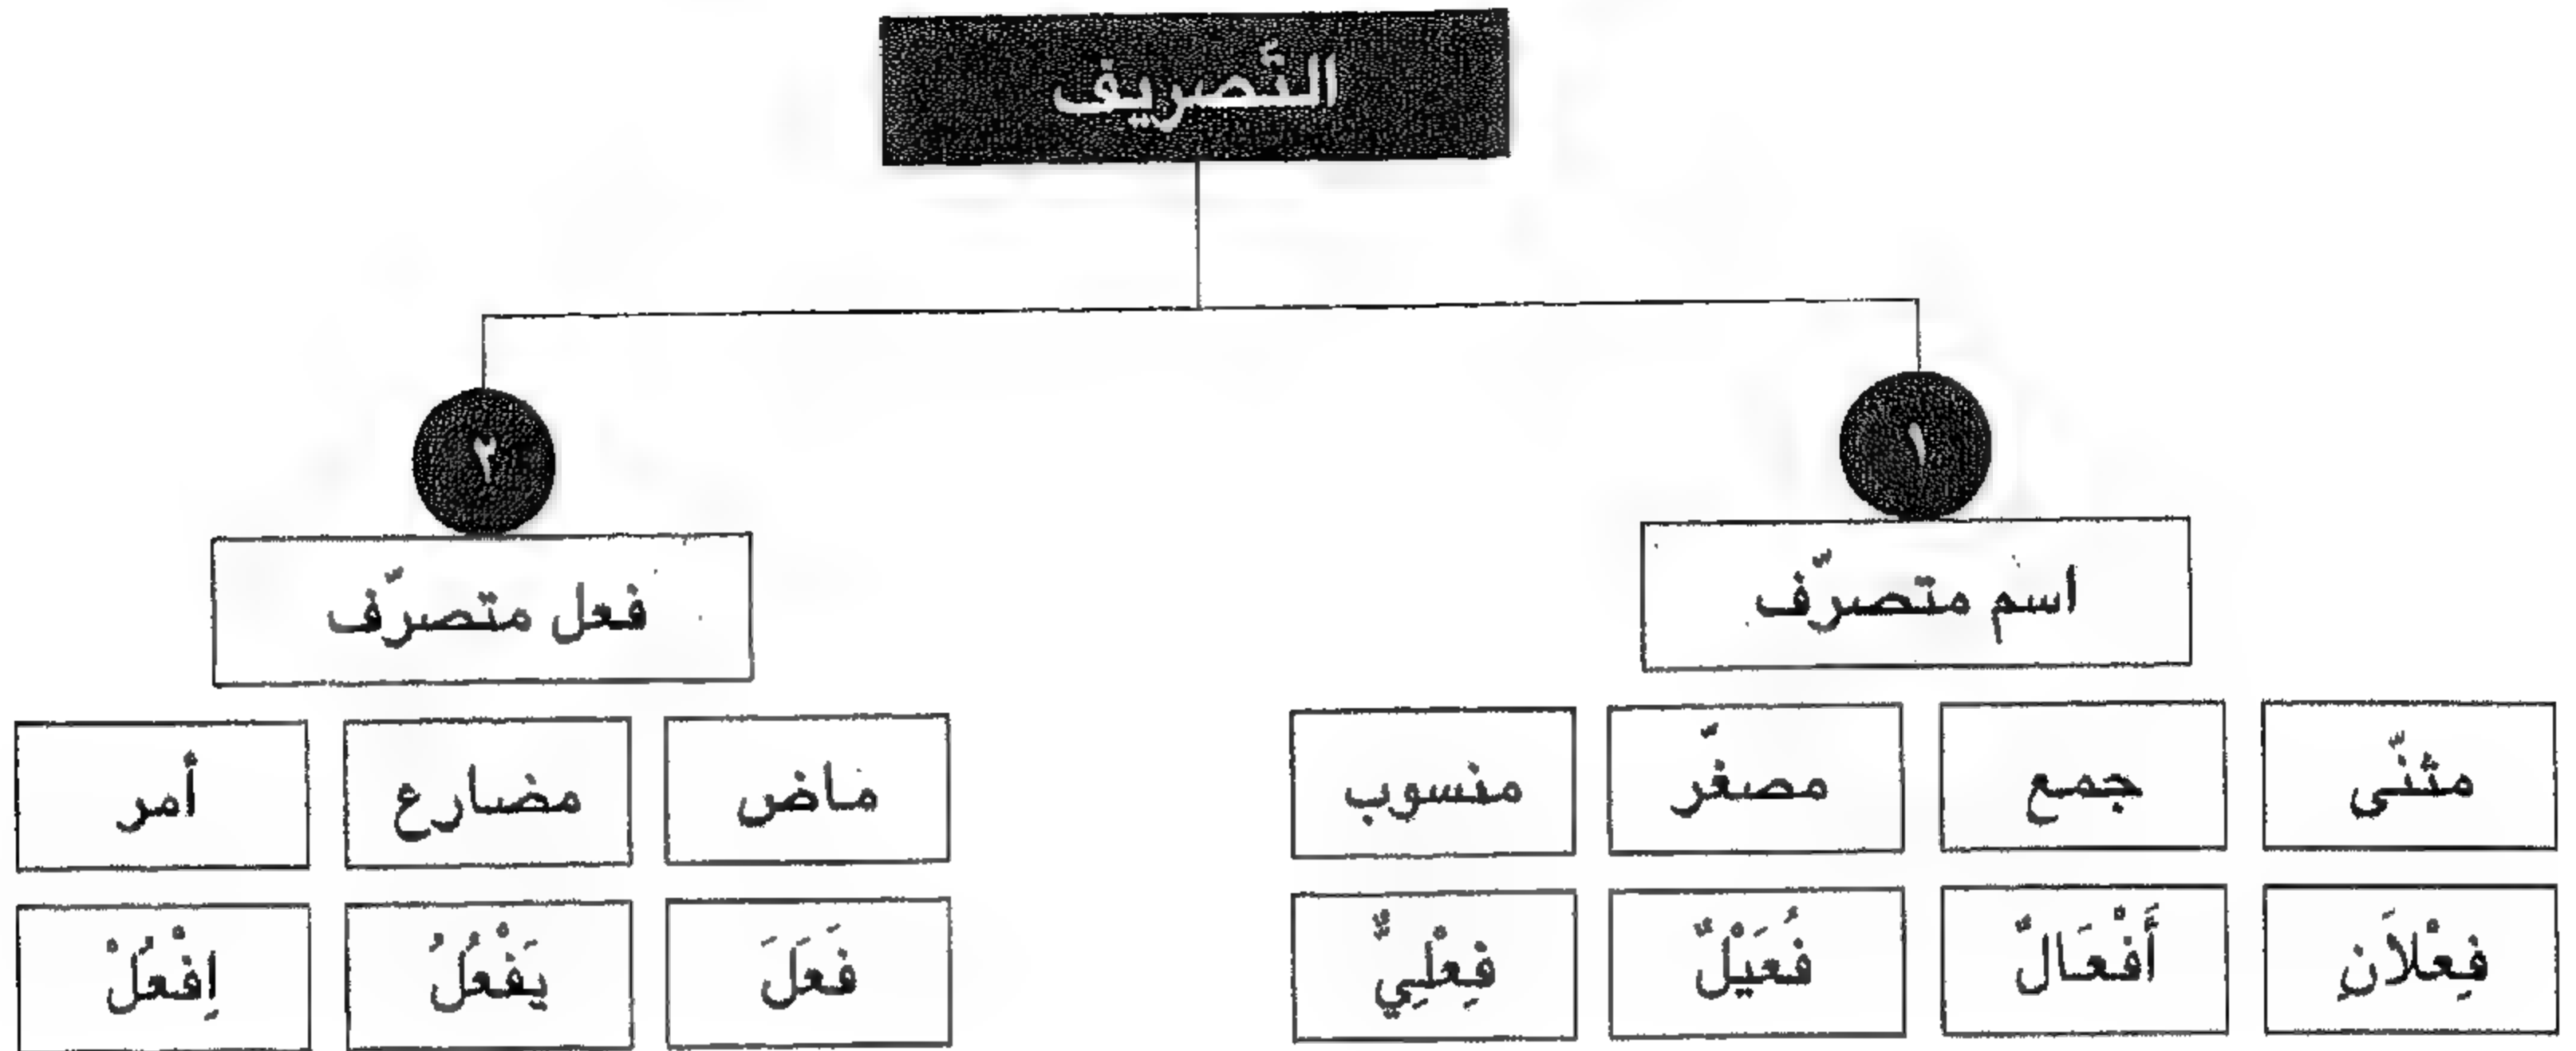 التّصريف
١
٢
اسم متصرّف
فعل متصرّف
مثنّى
جمع
مصغّر
منسوب
ماض
مضارع
أمر
فِعْلاَنِ
أَفْعَالٌ
فُعَيْلٌ
فِعْلِيٌّ
فَعَلَ
يَفْعُلُ
اِفْعُلْ